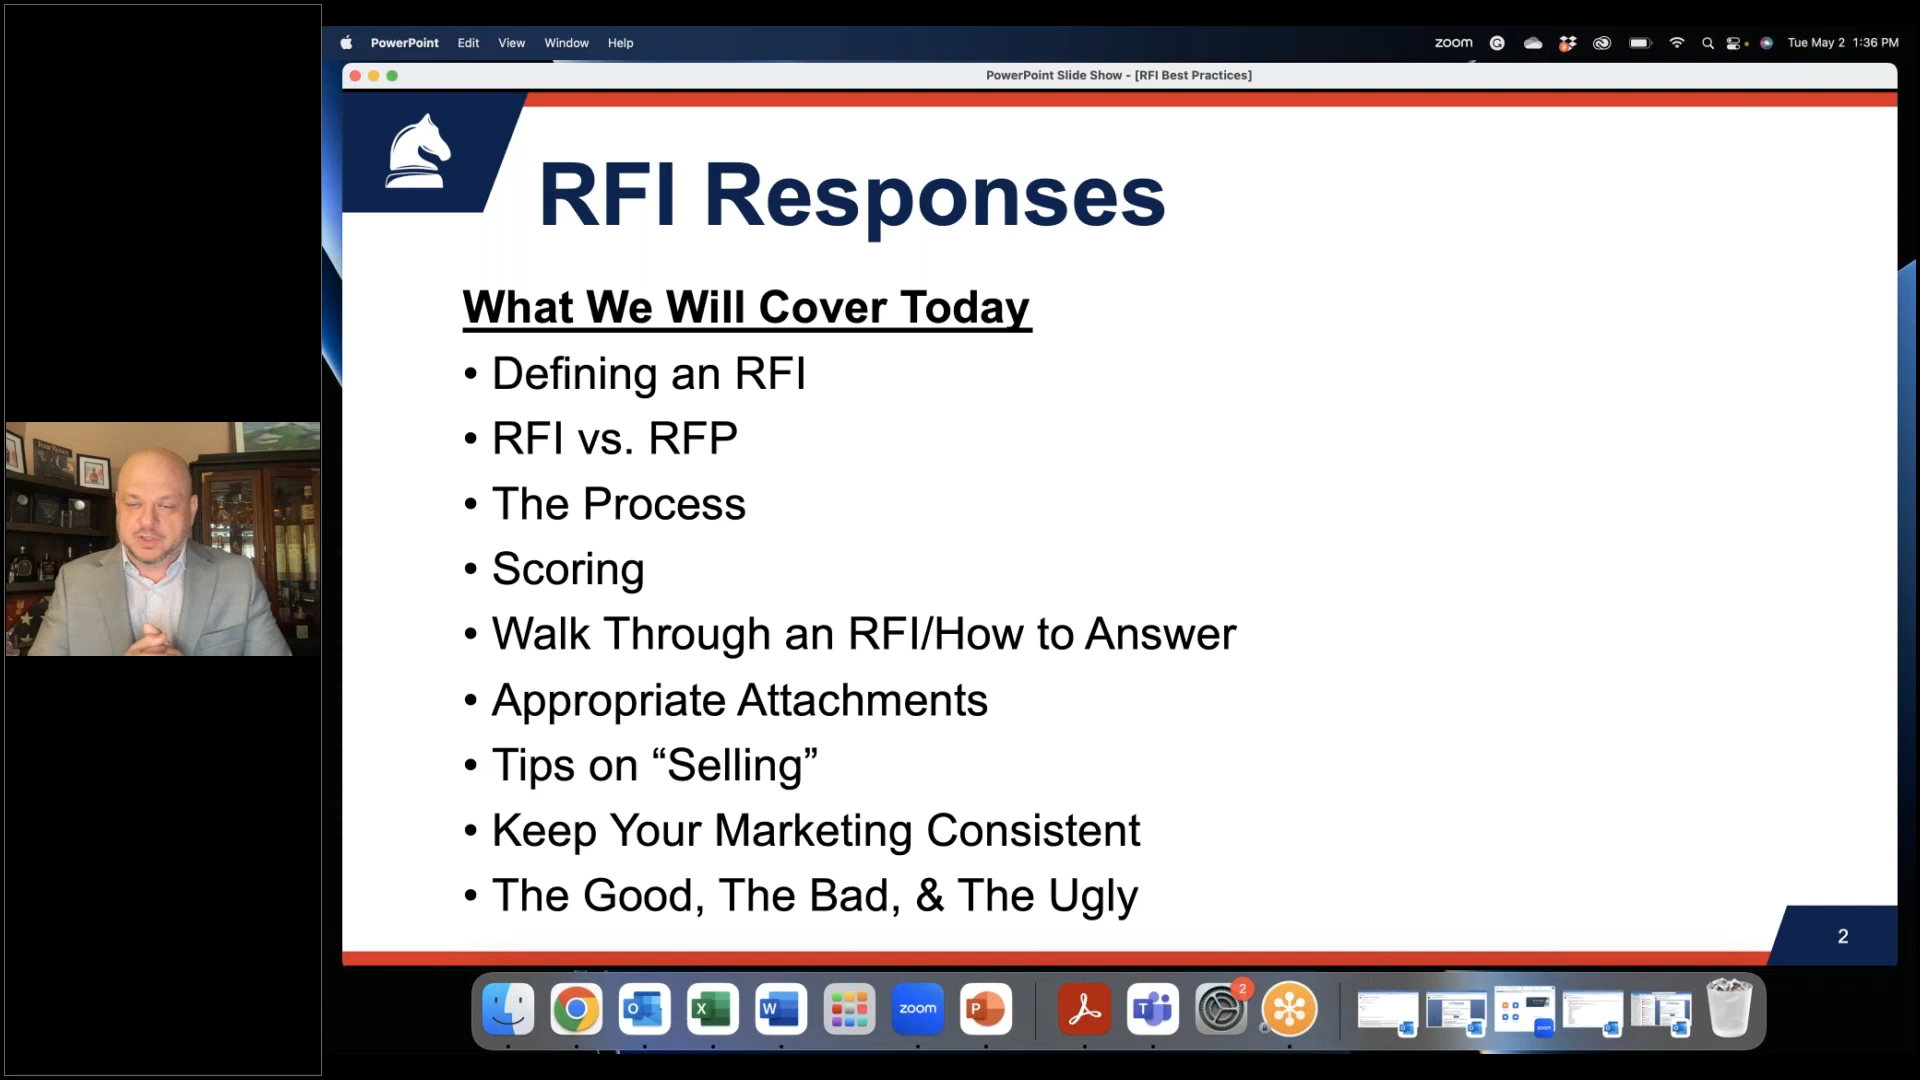 PowerPoint Edit View Window Help
zoom Tue May 2 1:36 PM
PowerPoint Slide Show - [RFI Best Practices]
RFI Responses
What We Will Cover Today
• Defining an RFI
• RFI vs. RFP
• The Process
• Scoring
• Walk Through an RFI/How to Answer
• Appropriate Attachments
• Tips on “Selling”
• Keep Your Marketing Consistent
• The Good, The Bad, & The Ugly
2
O X W zoom P T 2
zoom